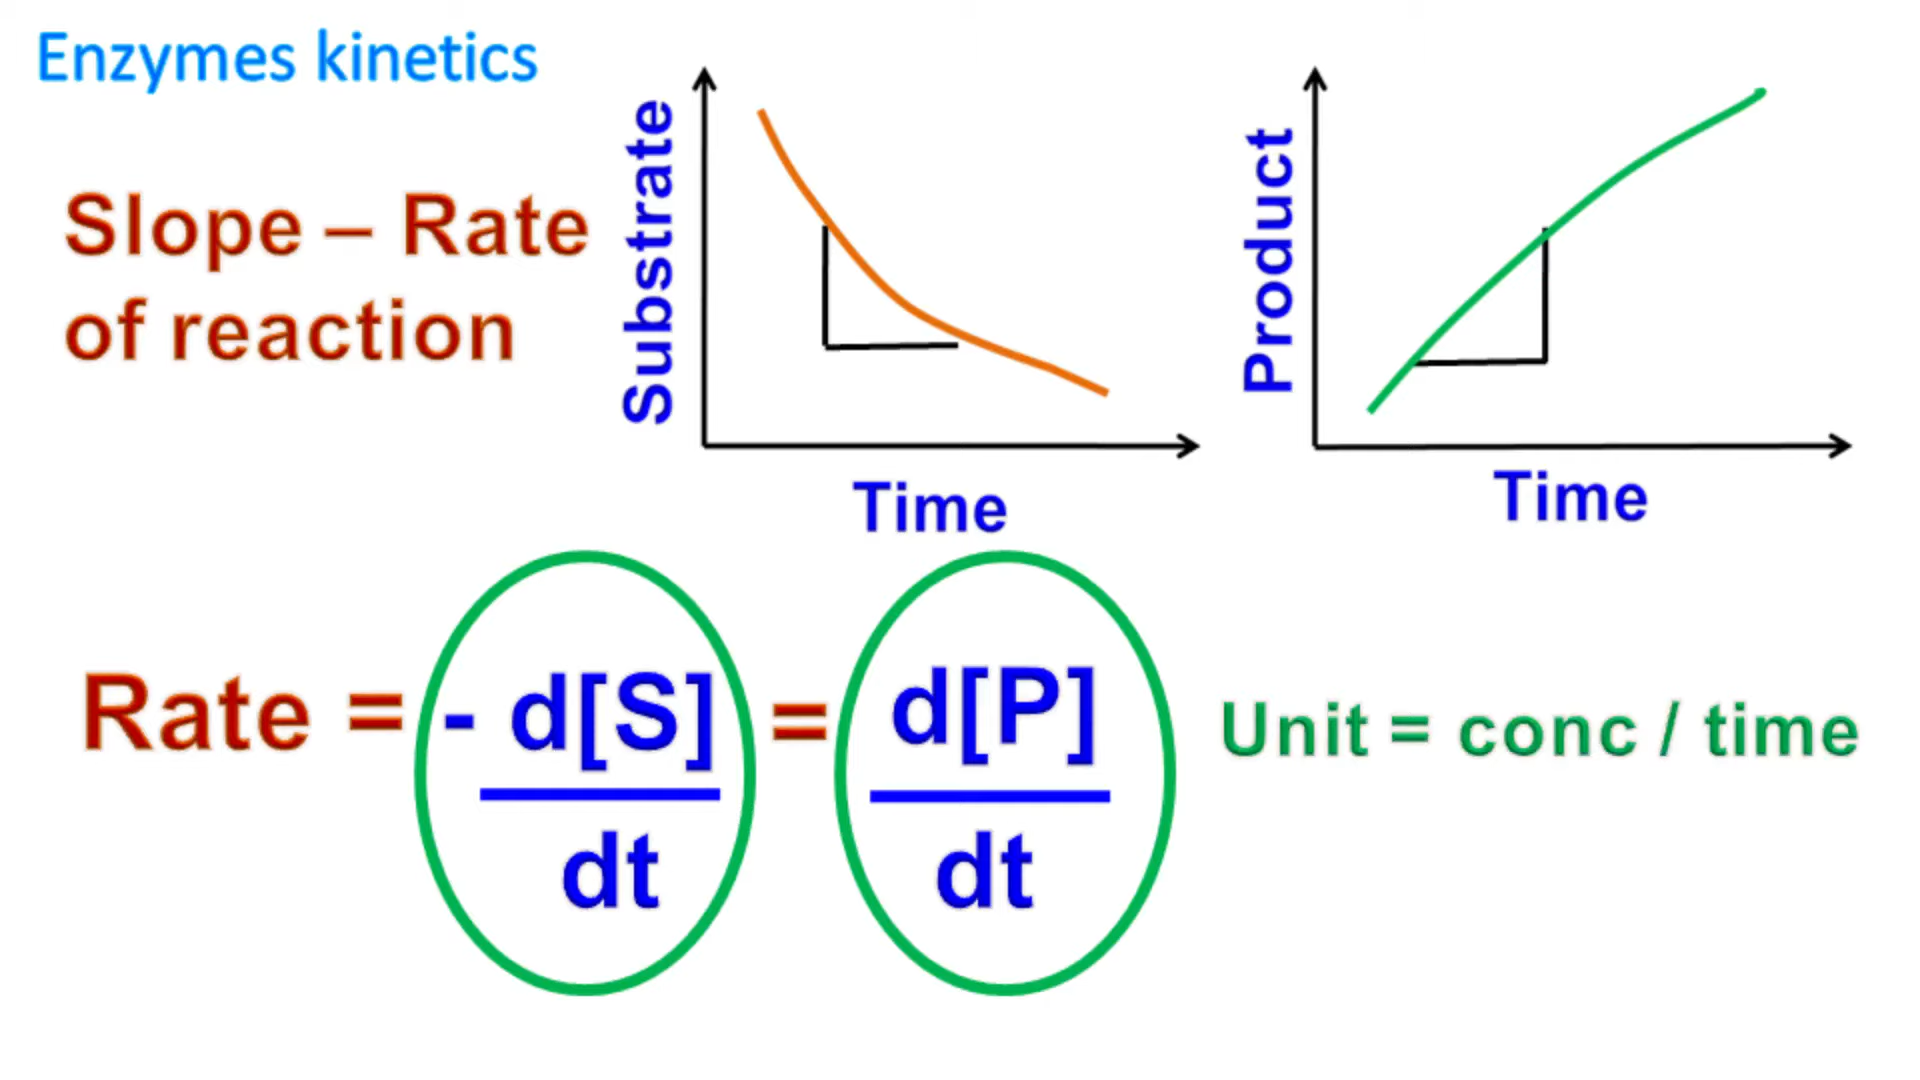 Enzymes kinetics
Slope – Rate
of reaction
Substrate
Time
Product
Time
Rate = - d[S] = d[P]
dt dt
Unit = conc / time